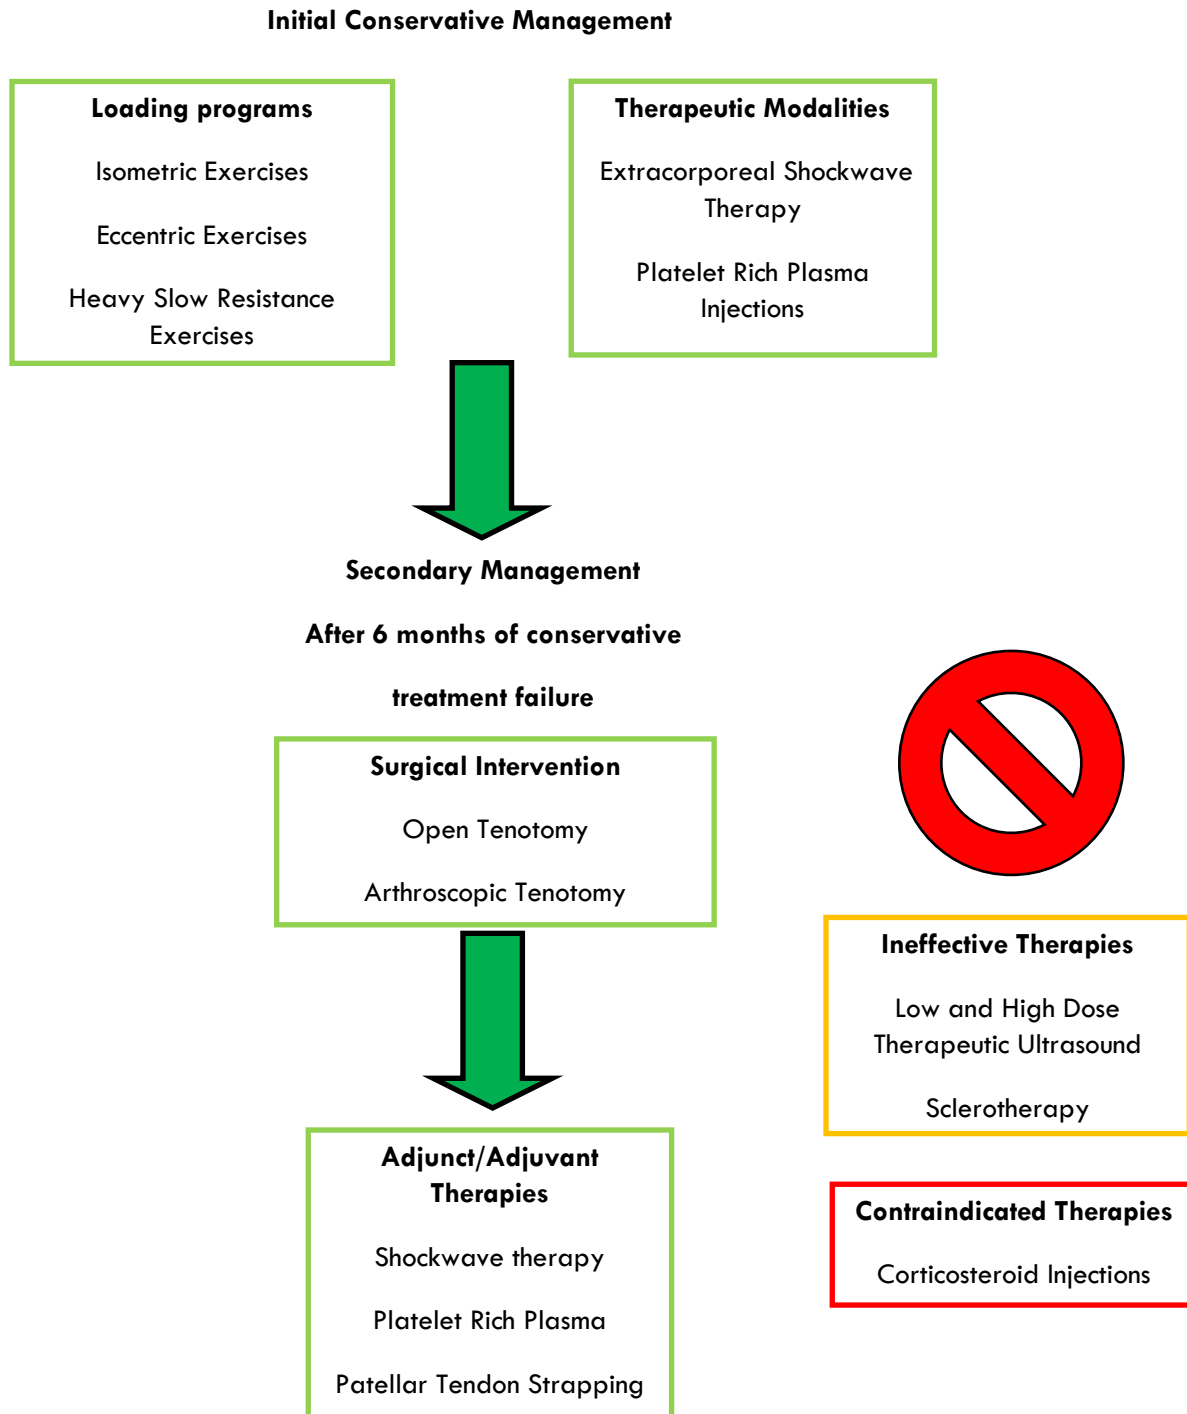 Initial Conservative Management
Loading programs
Isometric Exercises
Eccentric Exercises
Heavy Slow Resistance
Exercises
Therapeutic Modalities
Extracorporeal Shockwave
Therapy
Platelet Rich Plasma
Injections
Secondary Management
After 6 months of conservative
treatment failure
Surgical Intervention
Open Tenotomy
Arthroscopic Tenotomy
Adjunct/Adjuvant
Therapies
Shockwave therapy
Platelet Rich Plasma
Patellar Tendon Strapping
Ineffective Therapies
Low and High Dose
Therapeutic Ultrasound
Sclerotherapy
Contraindicated Therapies
Corticosteroid Injections